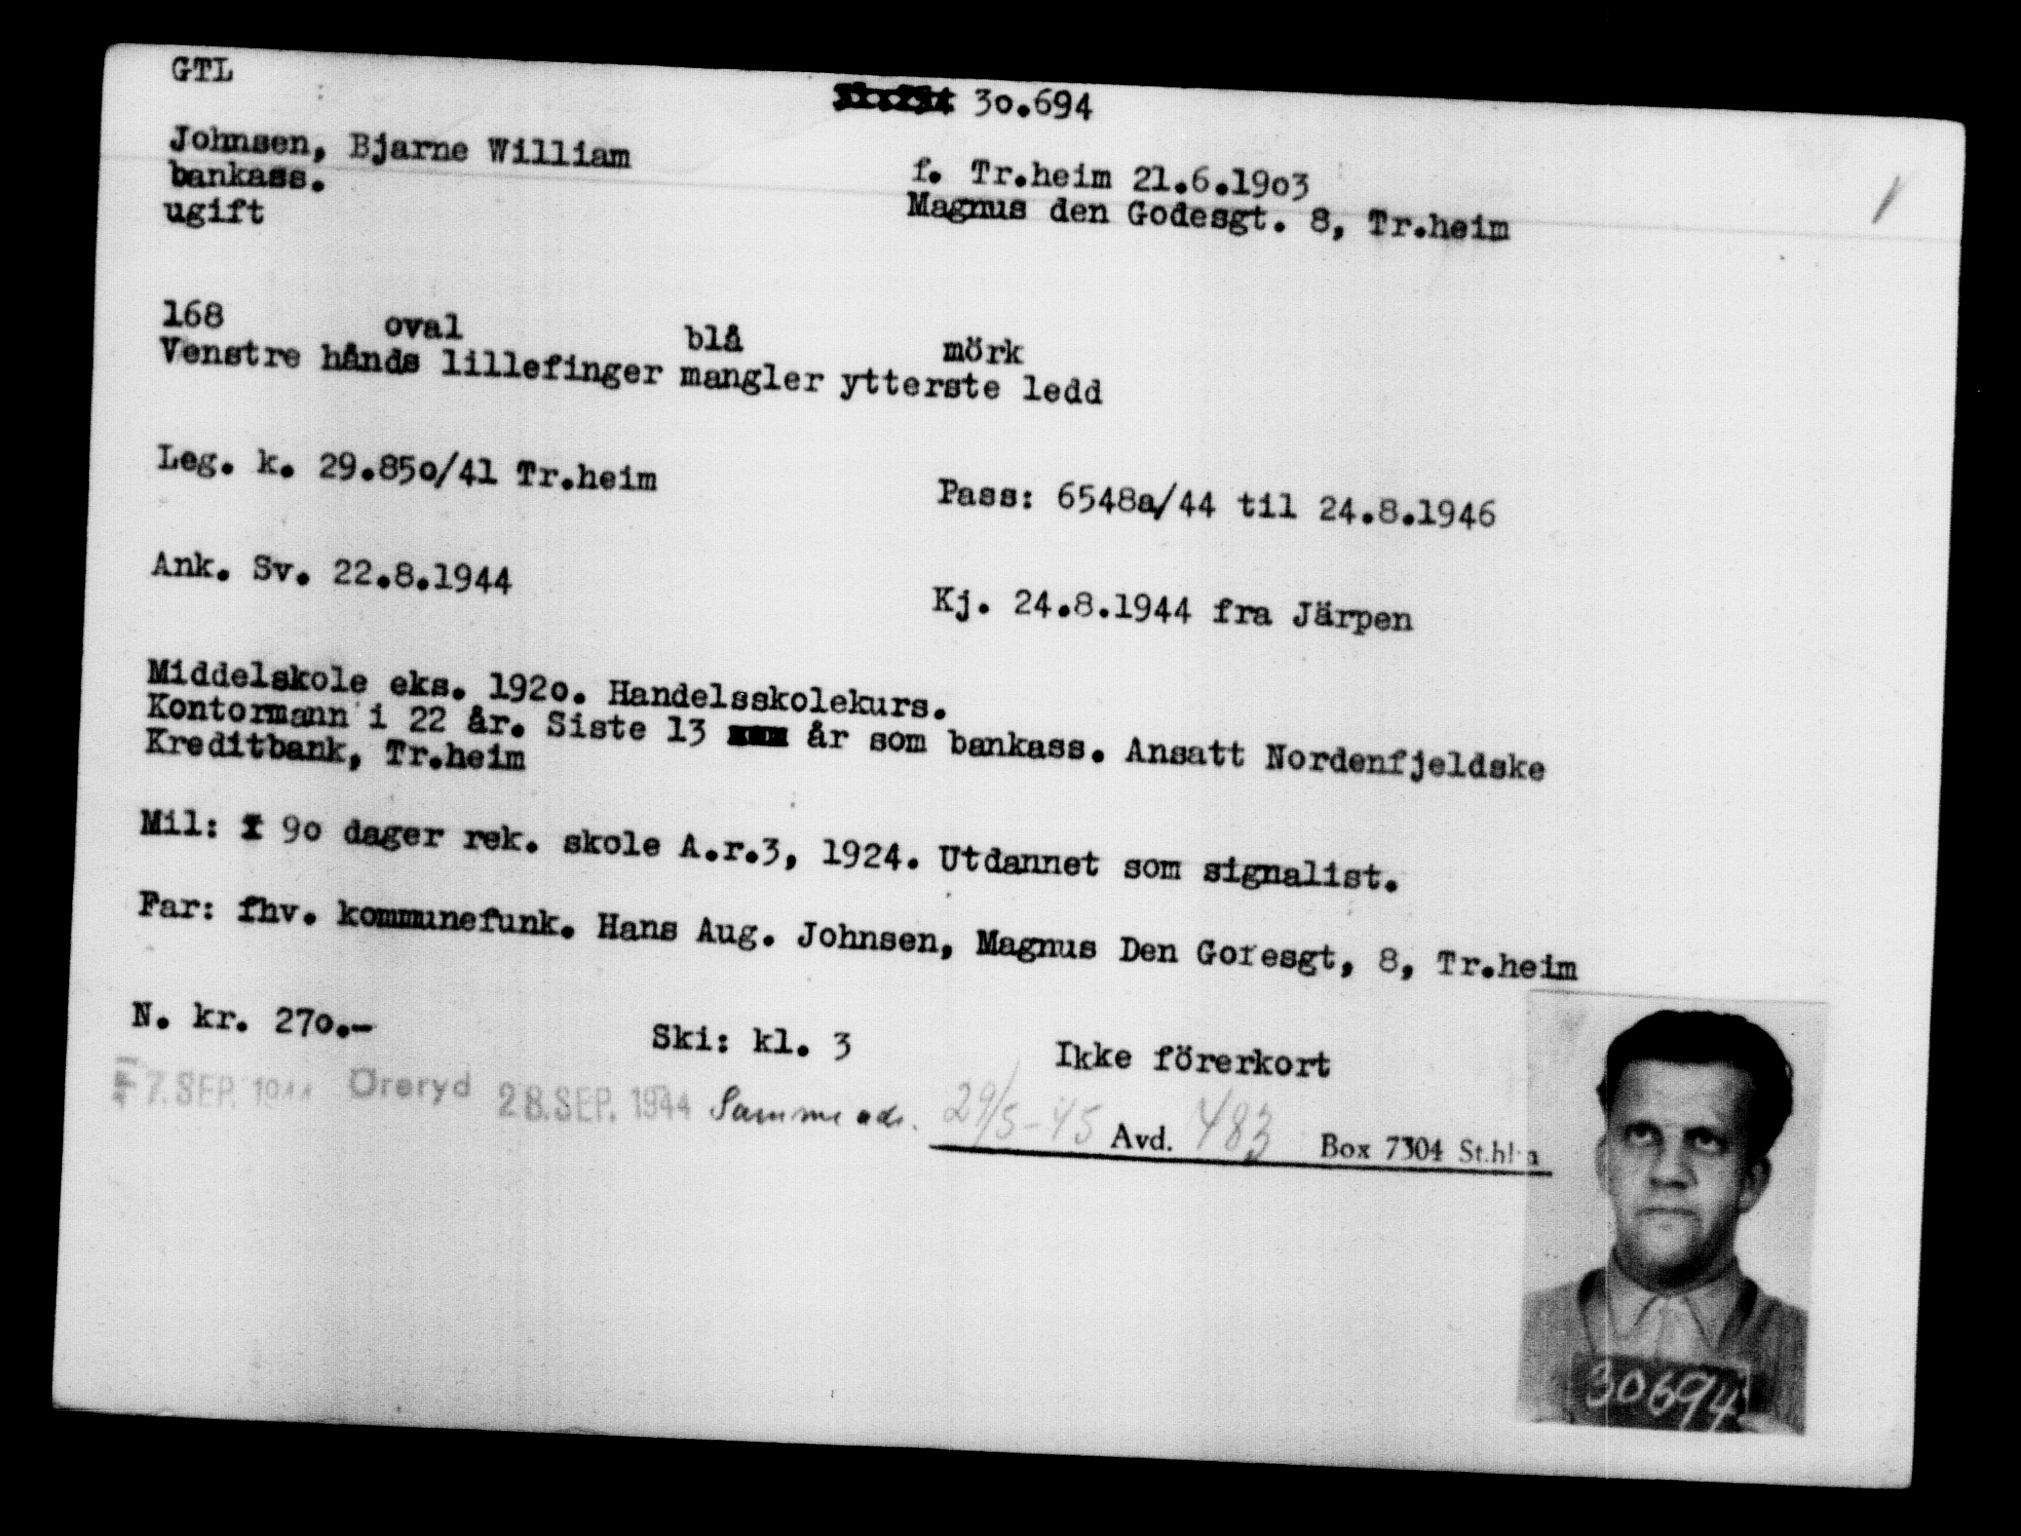 GTL
30.694
Johnsen, Bjarne William
f. Tr.heim 21.6.1903
bankass.
Magnus den Godesgt. 8, Tr.heim
ugift
168 oval blå mörk
Venstre hånds lillefinger mangler ytterste ledd
Leg. k. 29.850/41 Tr.heim
Pass: 6548a/44 til 24.8.1946
Ank. Sv. 22.8.1944
Kj. 24.8.1944 fra Järpen
Middelskole eks. 1920. Handelsskolekurs.
Kontormann i 22 år. Siste 13 år som bankass. Ansatt Nordenfjeldske
Kreditbank, Tr.heim
Mil: 90 dager rek. skole A.r.3, 1924. Utdannet som signalist.
Far: fhv. kommunefunk. Hans Aug. Johnsen, Magnus Den Gofesgt, 8, Tr.heim
N. kr. 270.-
Ski: kl. 3
Ikke förerkort
7. SEP. 1944 Öreryd 28. SEP. 1944 Samme adr. 29/5-45 Avd. 483 Box 7304 St.hlm
30694